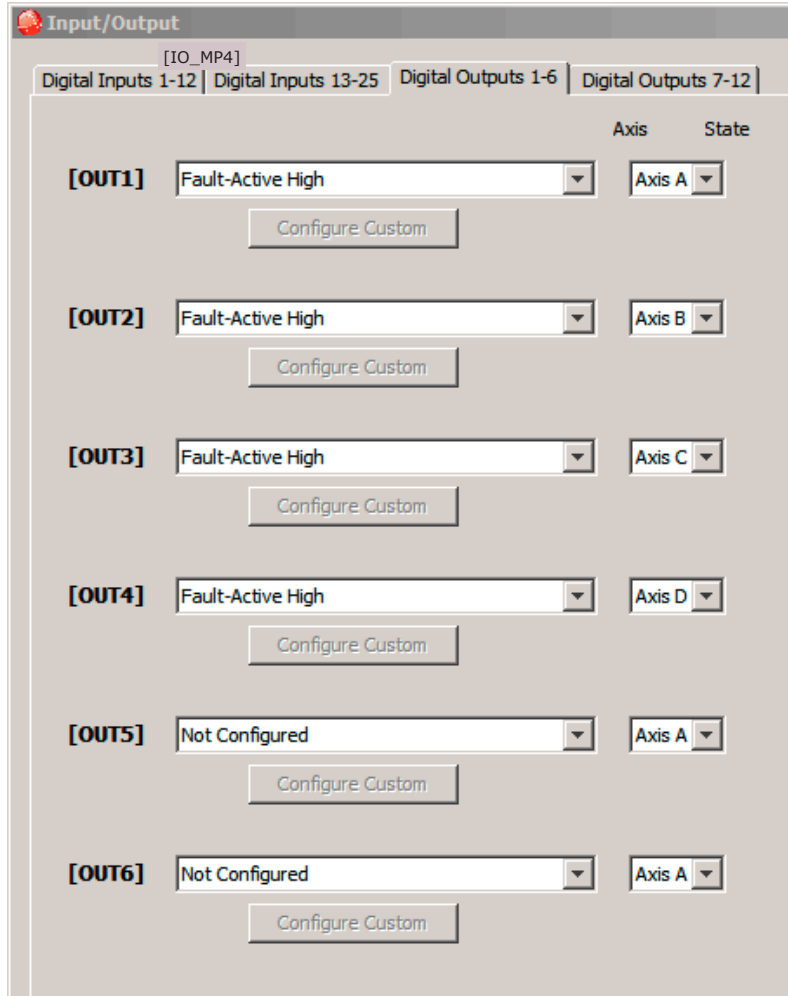 Input/Output
[IO_MP4]
Digital Inputs 1-12 Digital Inputs 13-25 Digital Outputs 1-6 Digital Outputs 7-12
Axis State
[OUT1] Fault-Active High Axis A
Configure Custom
[OUT2] Fault-Active High Axis B
Configure Custom
[OUT3] Fault-Active High Axis C
Configure Custom
[OUT4] Fault-Active High Axis D
Configure Custom
[OUT5] Not Configured Axis A
Configure Custom
[OUT6] Not Configured Axis A
Configure Custom